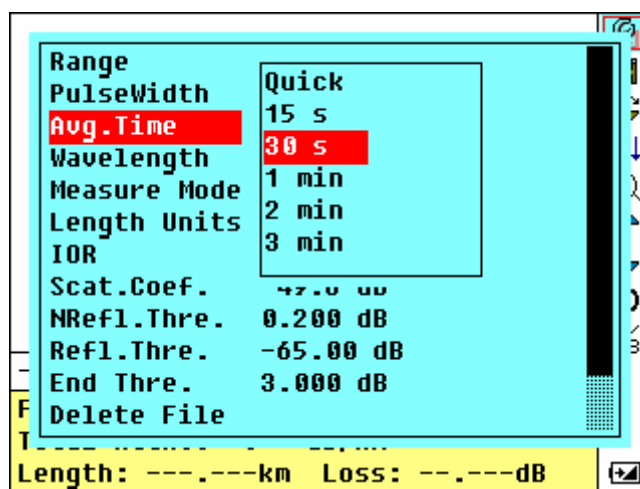 Range
PulseWidth
Avg.Time
Wavelength
Measure Mode
Length Units
IOR
Scat.Coef. dB
NRefl.Thre. 0.200 dB
Refl.Thre. -65.00 dB
End Thre. 3.000 dB
Delete File
Quick
15 s
30 s
1 min
2 min
3 min
Length: ---.---km Loss: --.---dB